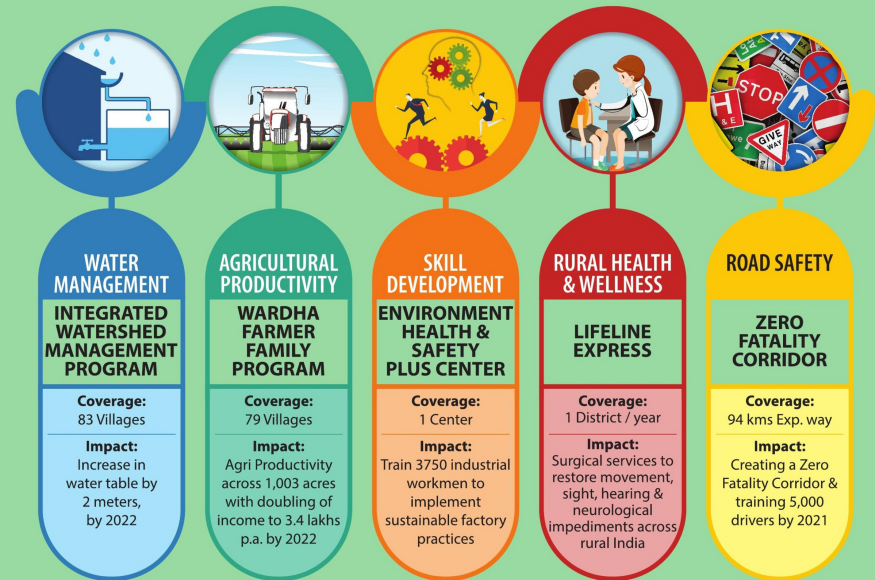 STOP
H
& E
GIVE
WAY
WATER
MANAGEMENT
INTEGRATED
WATERSHED
MANAGEMENT
PROGRAM
Coverage:
83 Villages
Impact:
Increase in
water table by
2 meters,
by 2022
AGRICULTURAL
PRODUCTIVITY
WARDHA
FARMER
FAMILY
PROGRAM
Coverage:
79 Villages
Impact:
Agri Productivity
across 1,003 acres
with doubling of
income to 3.4 lakhs
p.a. by 2022
SKILL
DEVELOPMENT
ENVIRONMENT
HEALTH &
SAFETY
PLUS CENTER
Coverage:
1 Center
Impact:
Train 3750 industrial
workmen to
implement
sustainable factory
practices
RURAL HEALTH
& WELLNESS
LIFELINE
EXPRESS
Coverage:
1 District / year
Impact:
Surgical services to
restore movement,
sight, hearing &
neurological
impediments across
rural India
ROAD SAFETY
ZERO
FATALITY
CORRIDOR
Coverage:
94 kms Exp. way
Impact:
Creating a Zero
Fatality Corridor &
training 5,000
drivers by 2021